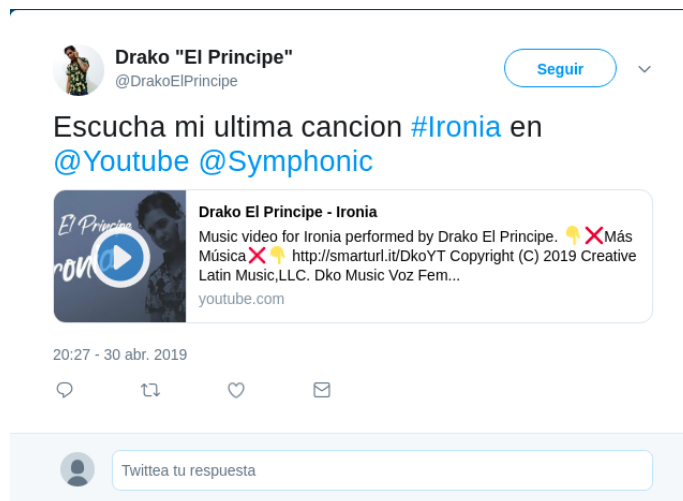 Drako "El Principe"
@DrakoElPrincipe
Seguir
Escucha mi ultima cancion #Ironia en
@Youtube @Symphonic
El Principe
Drako El Principe - Ironia
Music video for Ironia performed by Drako El Principe. 👇❌Más
Música❌👇 http://smarturl.it/DkoYT Copyright (C) 2019 Creative
Latin Music,LLC. Dko Music Voz Fem...
youtube.com
20:27 - 30 abr. 2019
Twittea tu respuesta